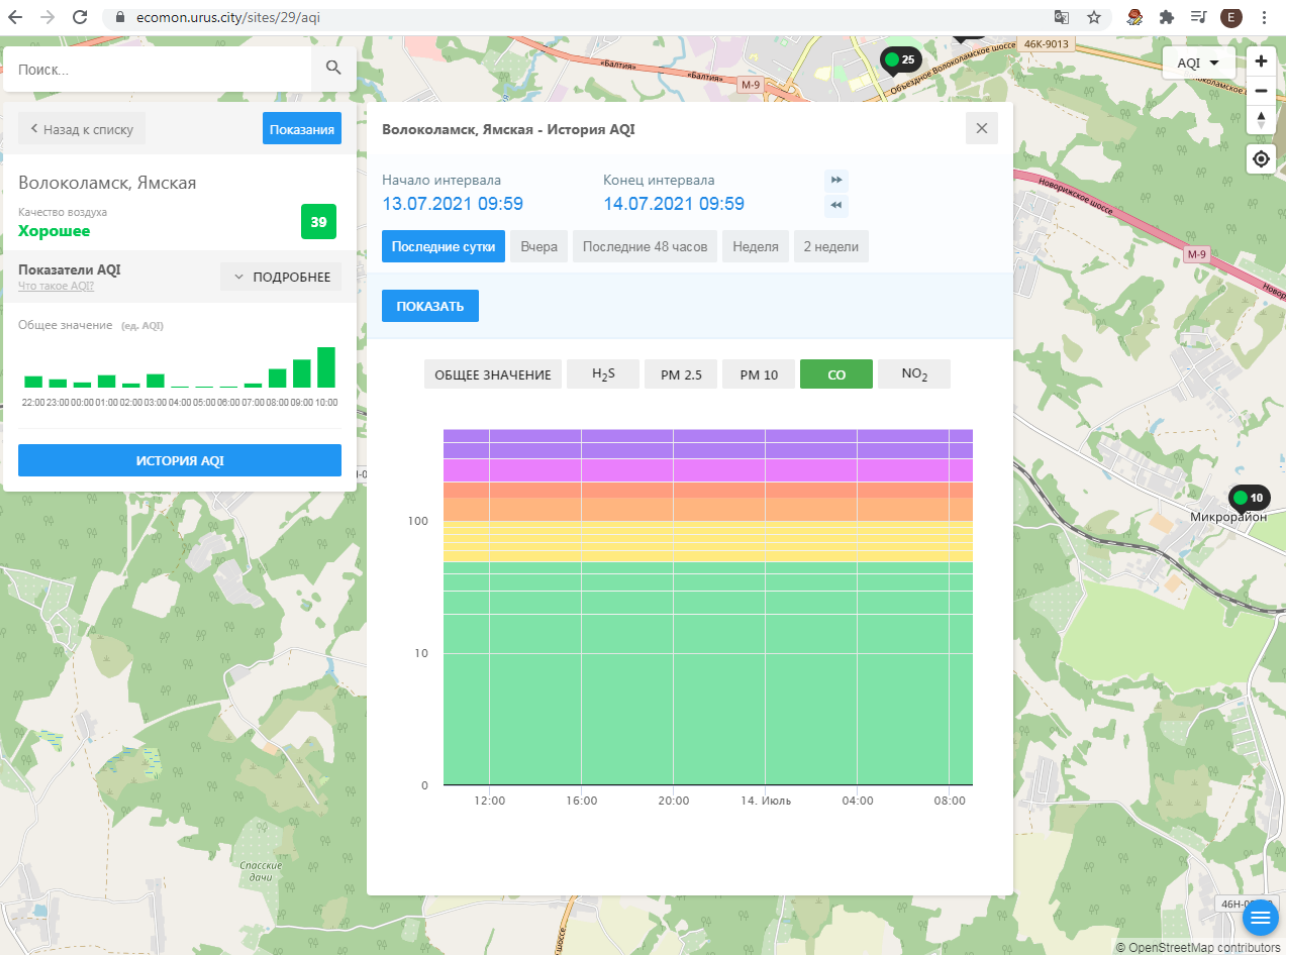 ecomon.urus.city/sites/29/aqi
E
Поиск...
Назад к списку
Показания
Волоколамск, Ямская
Качество воздуха
Хорошее
39
Показатели AQI
Что такое AQI?
ПОДРОБНЕЕ
Общее значение (ед. AQI)
22:00 23:00 00:00 01:00 02:00 03:00 04:00 05:00 06:00 07:00 08:00 09:00 10:00
ИСТОРИЯ AQI
Волоколамск, Ямская - История AQI
Начало интервала
Конец интервала
13.07.2021 09:59
14.07.2021 09:59
Последние сутки
Вчера
Последние 48 часов
Неделя
2 недели
ПОКАЗАТЬ
ОБЩЕЕ ЗНАЧЕНИЕ
H₂S
PM 2.5
PM 10
CO
NO₂
100
10
0
12:00
16:00
20:00
14. Июль
04:00
08:00
«Балтия»
«Балтия»
М-9
25
Объездное Волоколамское шоссе
46К-9013
AQI
Новорижское шоссе
М-9
10
Микрорайон
Спасские
дачи
© OpenStreetMap contributors